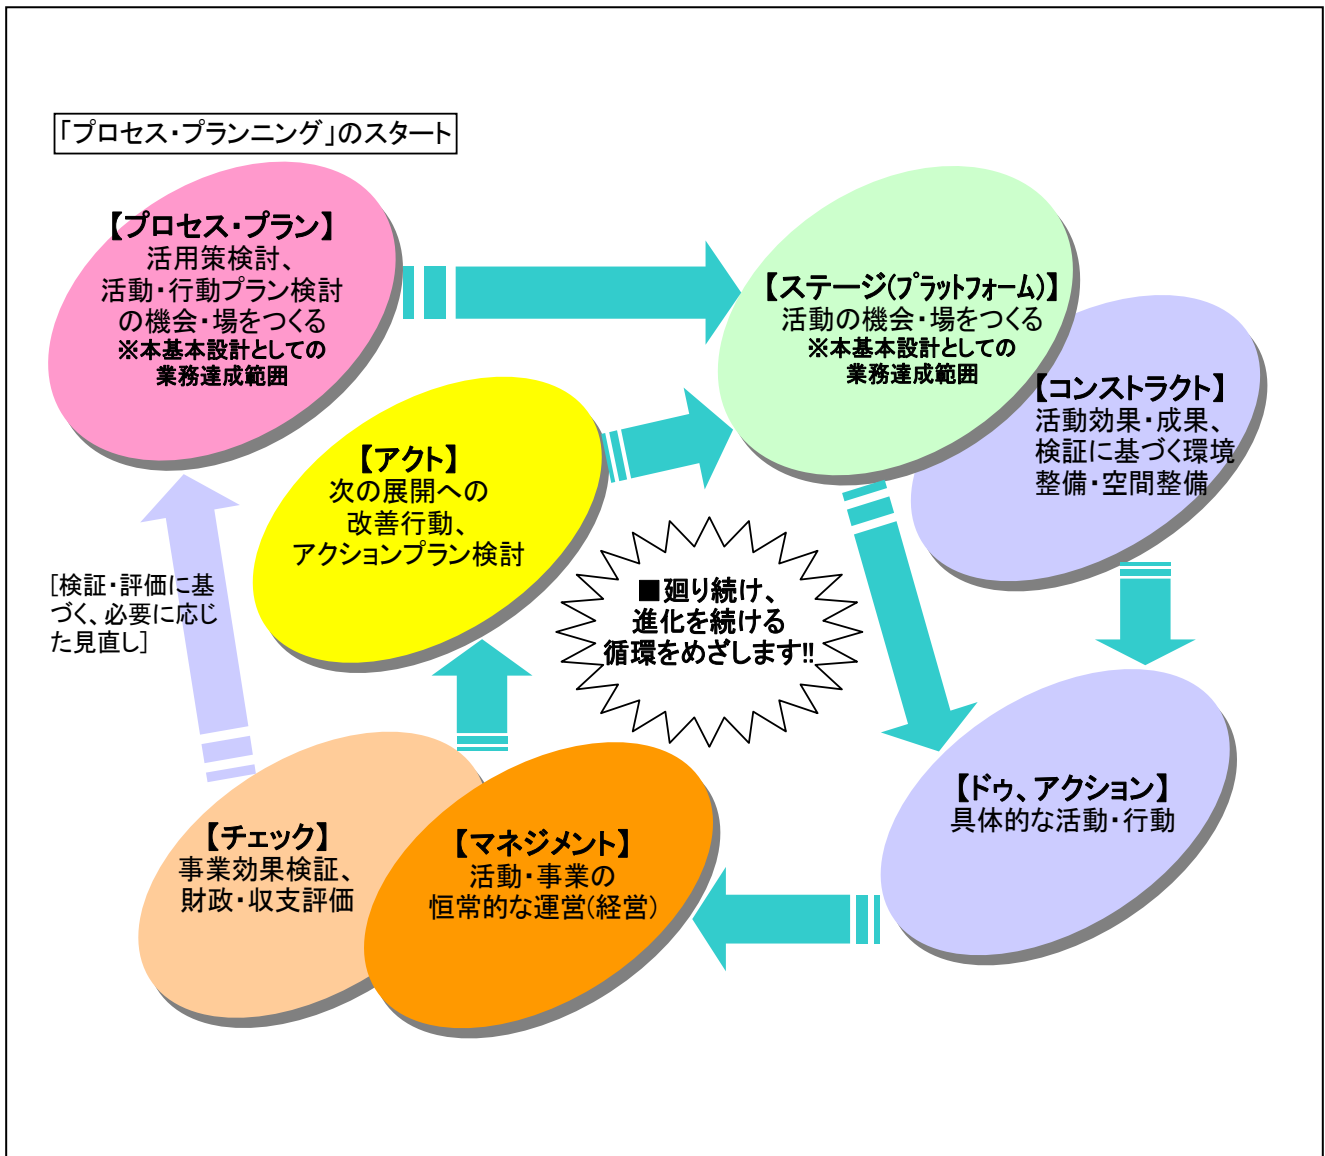 「プロセス・プランニング」のスタート
【プロセス・プラン】
活用策検討、
活動・行動プラン検討
の機会・場をつくる
※本基本設計としての
業務達成範囲
【ステージ(プラットフォーム)】
活動の機会・場をつくる
※本基本設計としての
業務達成範囲
【コンストラクト】
活動効果・成果、
検証に基づく環境
整備・空間整備
【アクト】
次の展開への
改善行動、
アクションプラン検討
[検証・評価に基
づく、必要に応じ
た見直し]
■廻り続け、
進化を続ける
循環をめざします!!
【ドゥ、アクション】
具体的な活動・行動
【チェック】
事業効果検証、
財政・収支評価
【マネジメント】
活動・事業の
恒常的な運営(経営)